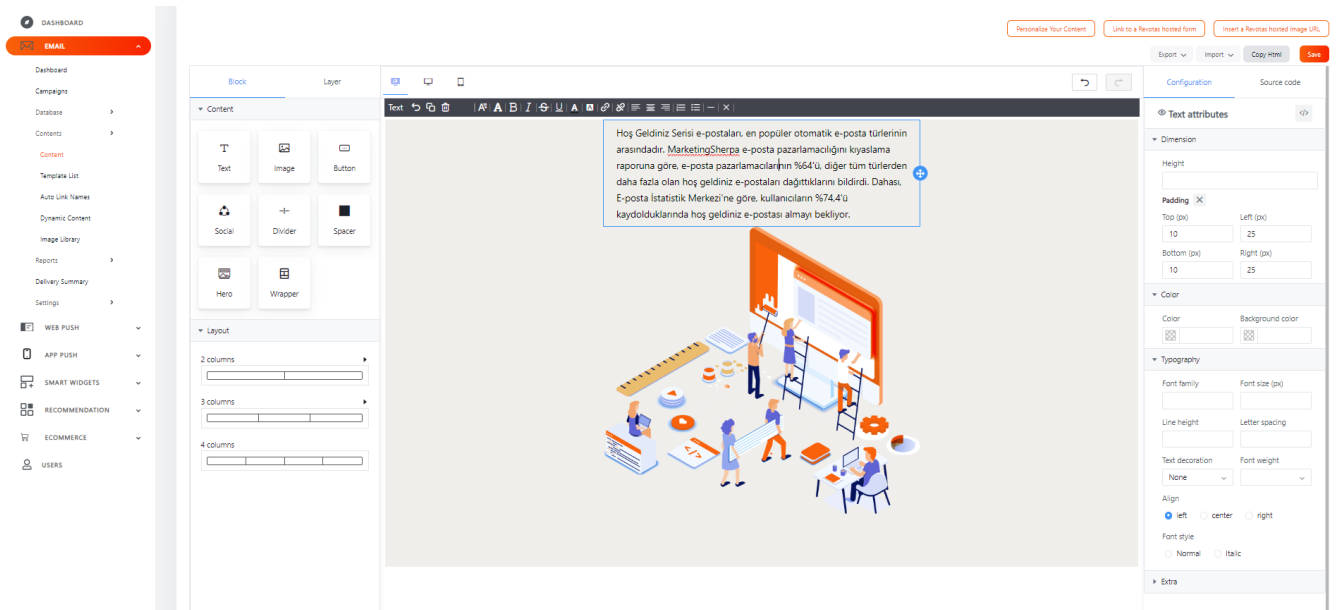 DASHBOARD
EMAIL
Dashboard
Campaigns
Database
Contents
Content
Template List
Auto Link Names
Dynamic Content
Image Library
Reports
Delivery Summary
Settings
WEB PUSH
APP PUSH
SMART WIDGETS
RECOMMENDATION
ECOMMERCE
USERS
Personalize Your Content
Link to a Revotas hosted form
Insert a Revotas hosted image URL
Export
Import
Copy Html
Save
Block
Layer
Content
Text
Image
Button
Social
Divider
Spacer
Hero
Wrapper
Layout
2 columns
3 columns
4 columns
Text
Hoş Geldiniz Serisi e-postaları, en popüler otomatik e-posta türlerinin
arasındadır. MarketingSherpa e-posta pazarlamacılığını kıyaslama
raporuna göre, e-posta pazarlamacılarının %64'ü, diğer tüm türlerden
daha fazla olan hoş geldiniz e-postaları dağıttıklarını bildirdi. Dahası,
E-posta İstatistik Merkezi'ne göre, kullanıcıların %74,4'ü
kaydolduklarında hoş geldiniz e-postası almayı bekliyor.
Configuration
Source code
Text attributes
Dimension
Height
Padding
Top (px)
Left (px)
10
25
Bottom (px)
Right (px)
10
25
Color
Color
Background color
Typography
Font family
Font size (px)
Line height
Letter spacing
Text decoration
Font weight
None
Align
left
center
right
Font style
Normal
Italic
Extra